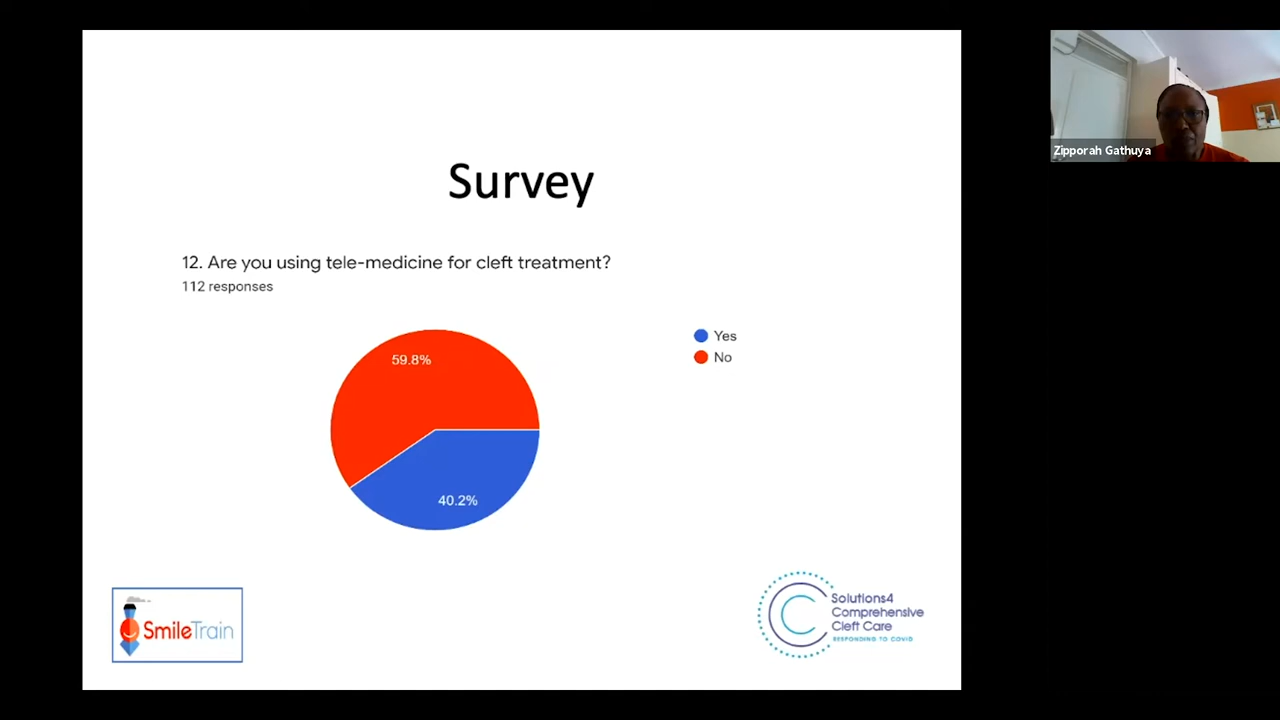 Survey
12. Are you using tele-medicine for cleft treatment?
112 responses
59.8%
40.2%
Yes
No
SmileTrain
Solutions4
Comprehensive
Cleft Care
RESPONDING TO COVID
Zipporah Gathuya